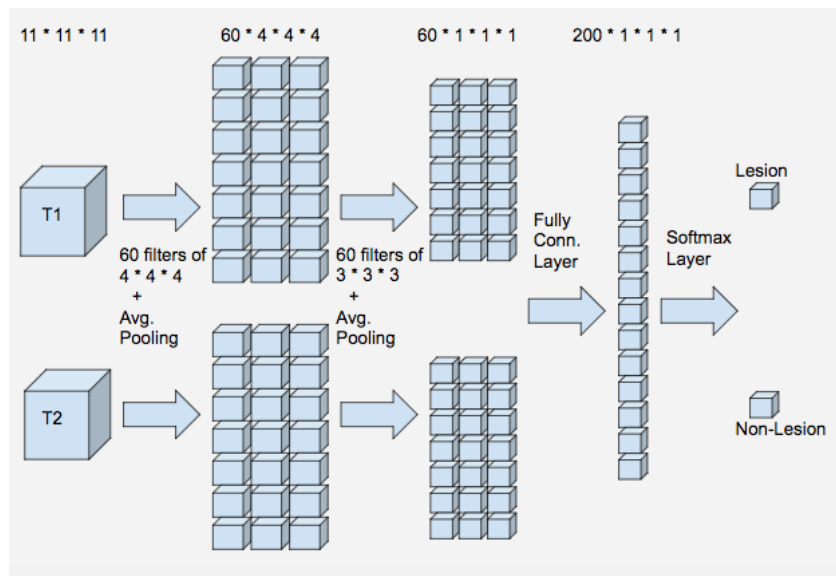 11 * 11 * 11
60 * 4 * 4 * 4
60 * 1 * 1 * 1
200 * 1 * 1 * 1
T1
60 filters of
4 * 4 * 4
+
Avg.
Pooling
60 filters of
3 * 3 * 3
+
Avg.
Pooling
Fully
Conn.
Layer
Softmax
Layer
Lesion
T2
Non-Lesion